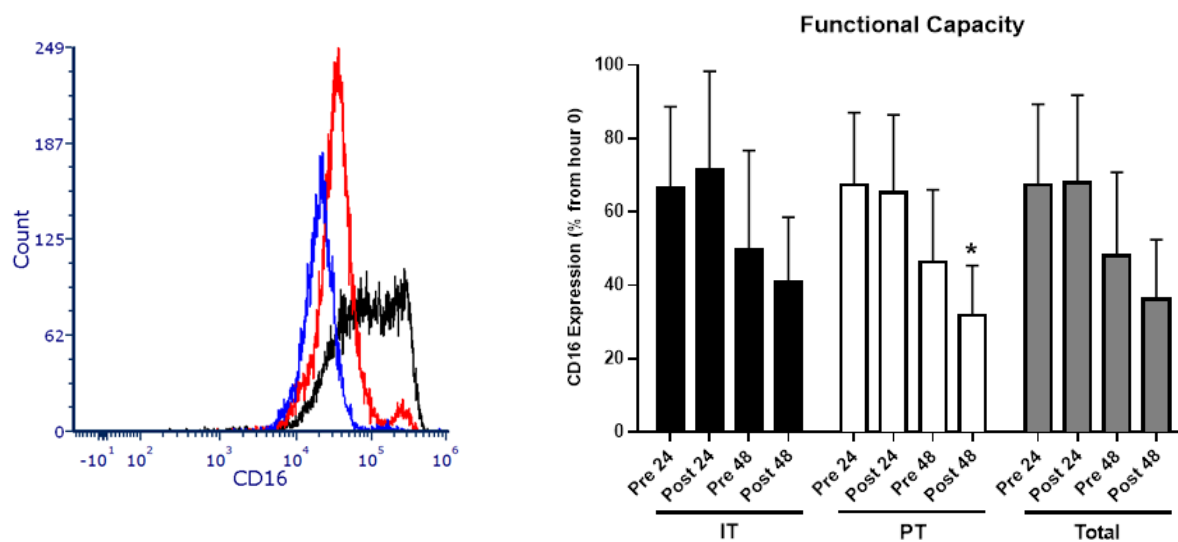 249
187
125
62
0
Count
-10¹ 10² 10³ 10⁴ 10⁵ 10⁶
CD16
Functional Capacity
CD16 Expression (% from hour 0)
100
80
60
40
20
0
*
Pre 24 Post 24 Pre 48 Post 48 Pre 24 Post 24 Pre 48 Post 48 Pre 24 Post 24 Pre 48 Post 48
IT PT Total